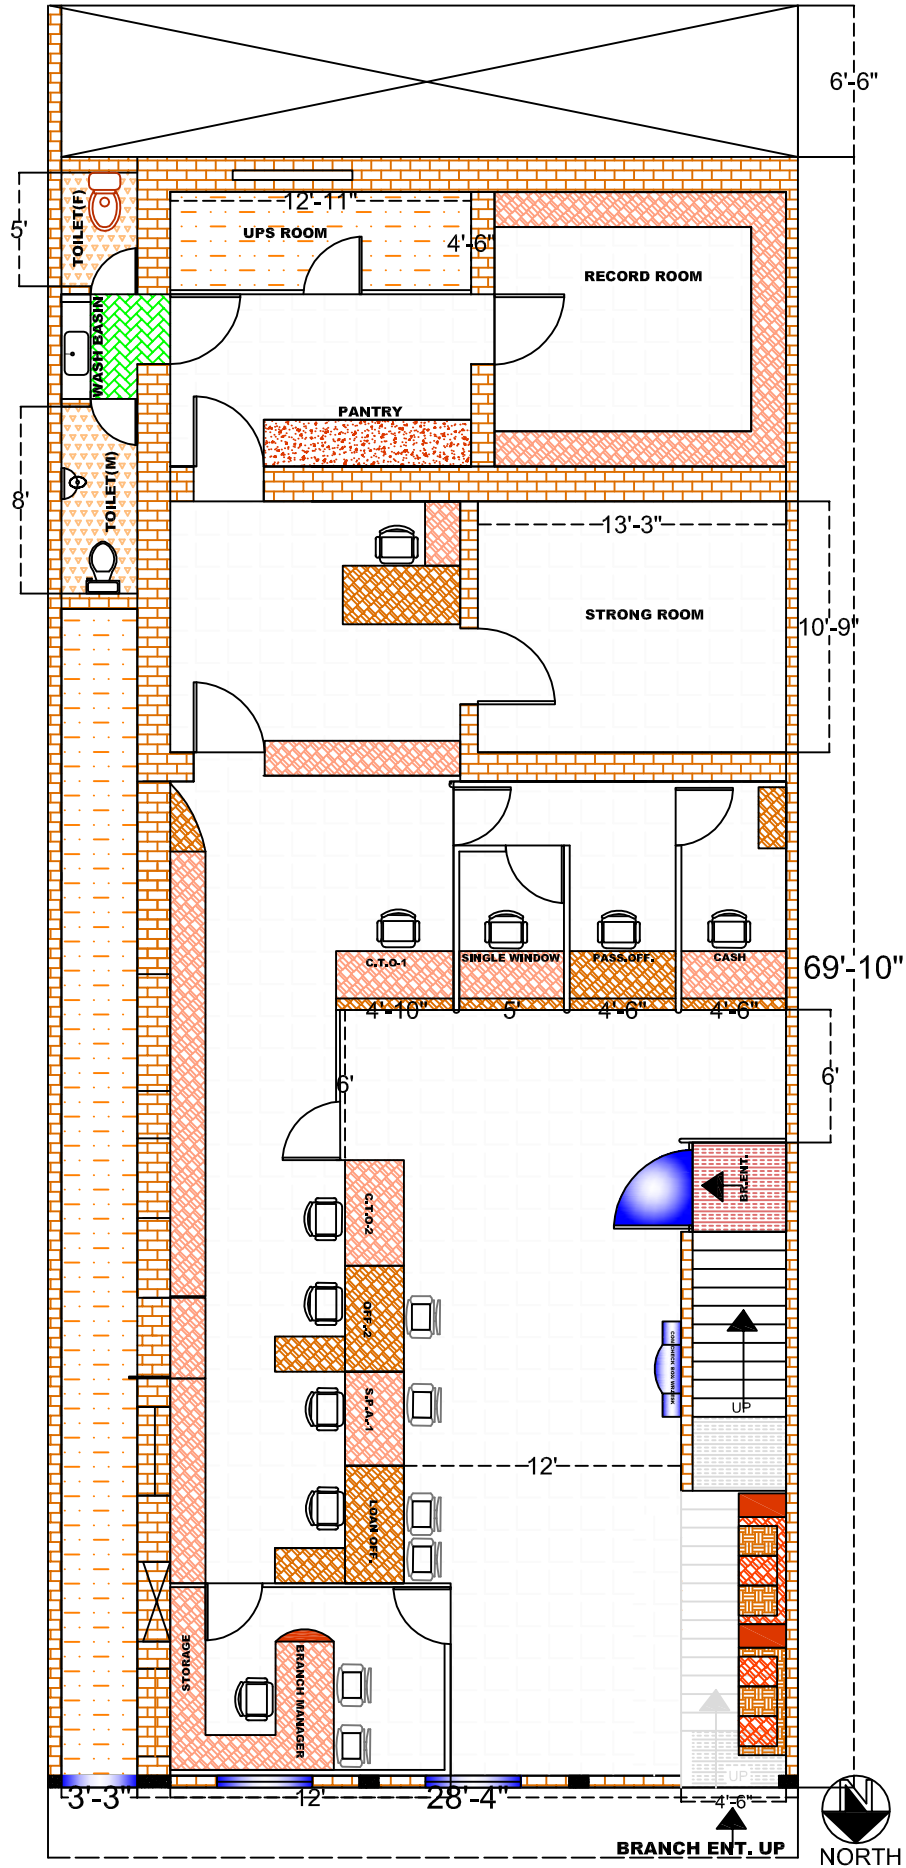 6'-6"
12'-11"
UPS ROOM
4'-6"
TOILET(F)
5'
RECORD ROOM
WASH BASIN
PANTRY
TOILET(M)
8'
13'-3"
STRONG ROOM
10'-9"
C.T.O-1
SINGLE WINDOW
PASS.OFF.
CASH
69'-10"
4'-10"
5'
4'-6"
4'-6"
6'
6'
BR.ENT.
C.T.O-2
OFF.-2
S.P.A.-1
UP
12'
LOAN OFF.
STORAGE
BRANCH MANAGER
UP
3'-3"
12'
28'-4"
4'-6"
BRANCH ENT. UP
N
NORTH